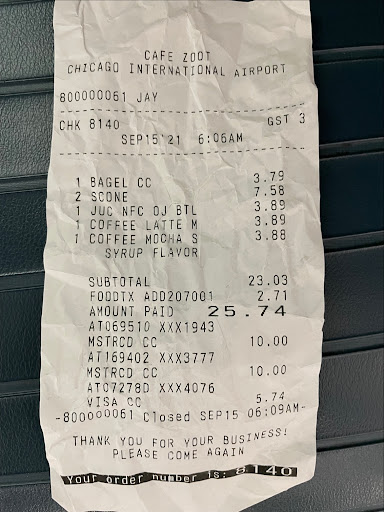 CAFE ZOOT
CHICAGO INTERNATIONAL AIRPORT
800000061 JAY
CHK 8140 GST 3
SEP15'21 6:06AM
1 BAGEL CC 3.79
2 SCONE 7.58
1 JUC NFC OJ BTL 3.89
1 COFFEE LATTE M 3.89
1 COFFEE MOCHA S 3.88
SYRUP FLAVOR
SUBTOTAL 23.03
FOODTX ADD207001 2.71
AMOUNT PAID 25.74
AT069510 XXX1943
MSTRCD CC 10.00
AT169402 XXX3777
MSTRCD CC 10.00
AT07278D XXX4076
VISA CC 5.74
-800000061 Closed SEP15 06:09AM-
THANK YOU FOR YOUR BUSINESS!
PLEASE COME AGAIN
Your order number is: 8140